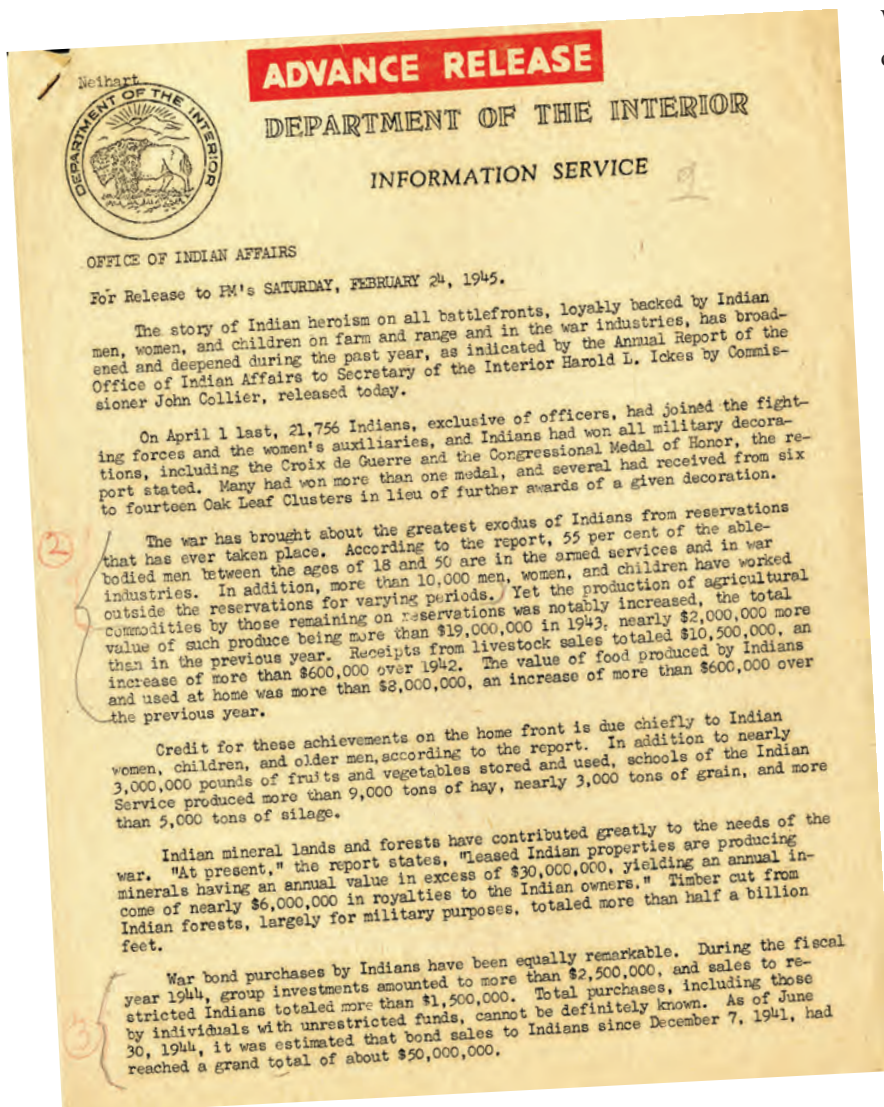 Neihart
ADVANCE RELEASE
DEPARTMENT OF THE INTERIOR
DEPARTMENT OF THE INTERIOR
INFORMATION SERVICE
OFFICE OF INDIAN AFFAIRS
For Release to PM's SATURDAY, FEBRUARY 24, 1945.
The story of Indian heroism on all battlefronts, loyally backed by Indian
men, women, and children on farm and range and in the war industries, has broad-
ened and deepened during the past year, as indicated by the Annual Report of the
Office of Indian Affairs to Secretary of the Interior Harold L. Ickes by Commis-
sioner John Collier, released today.
On April 1 last, 21,756 Indians, exclusive of officers, had joined the fight-
ing forces and the women's auxiliaries, and Indians had won all military decora-
tions, including the Croix de Guerre and the Congressional Medal of Honor, the re-
port stated. Many had won more than one medal, and several had received from six
to fourteen Oak Leaf Clusters in lieu of further awards of a given decoration.
2
The war has brought about the greatest exodus of Indians from reservations
that has ever taken place. According to the report, 55 per cent of the able-
bodied men between the ages of 18 and 50 are in the armed services and in war
industries. In addition, more than 10,000 men, women, and children have worked
outside the reservations for varying periods. Yet the production of agricultural
commodities by those remaining on reservations was notably increased, the total
value of such produce being more than $19,000,000 in 1943, nearly $2,000,000 more
than in the previous year. Receipts from livestock sales totaled $10,500,000, an
increase of more than $600,000 over 1942. The value of food produced by Indians
and used at home was more than $8,000,000, an increase of more than $600,000 over
the previous year.
Credit for these achievements on the home front is due chiefly to Indian
women, children, and older men, according to the report. In addition to nearly
3,000,000 pounds of fruits and vegetables stored and used, schools of the Indian
Service produced more than 9,000 tons of hay, nearly 3,000 tons of grain, and more
than 5,000 tons of silage.
Indian mineral lands and forests have contributed greatly to the needs of the
war. "At present," the report states, "leased Indian properties are producing
minerals having an annual value in excess of $30,000,000, yielding an annual in-
come of nearly $6,000,000 in royalties to the Indian owners." Timber cut from
Indian forests, largely for military purposes, totaled more than half a billion
feet.
3
War bond purchases by Indians have been equally remarkable. During the fiscal
year 1944, group investments amounted to more than $2,500,000, and sales to re-
stricted Indians totaled more than $1,500,000. Total purchases, including those
by individuals with unrestricted funds, cannot be definitely known. As of June
30, 1944, it was estimated that bond sales to Indians since December 7, 1941, had
reached a grand total of about $50,000,000.